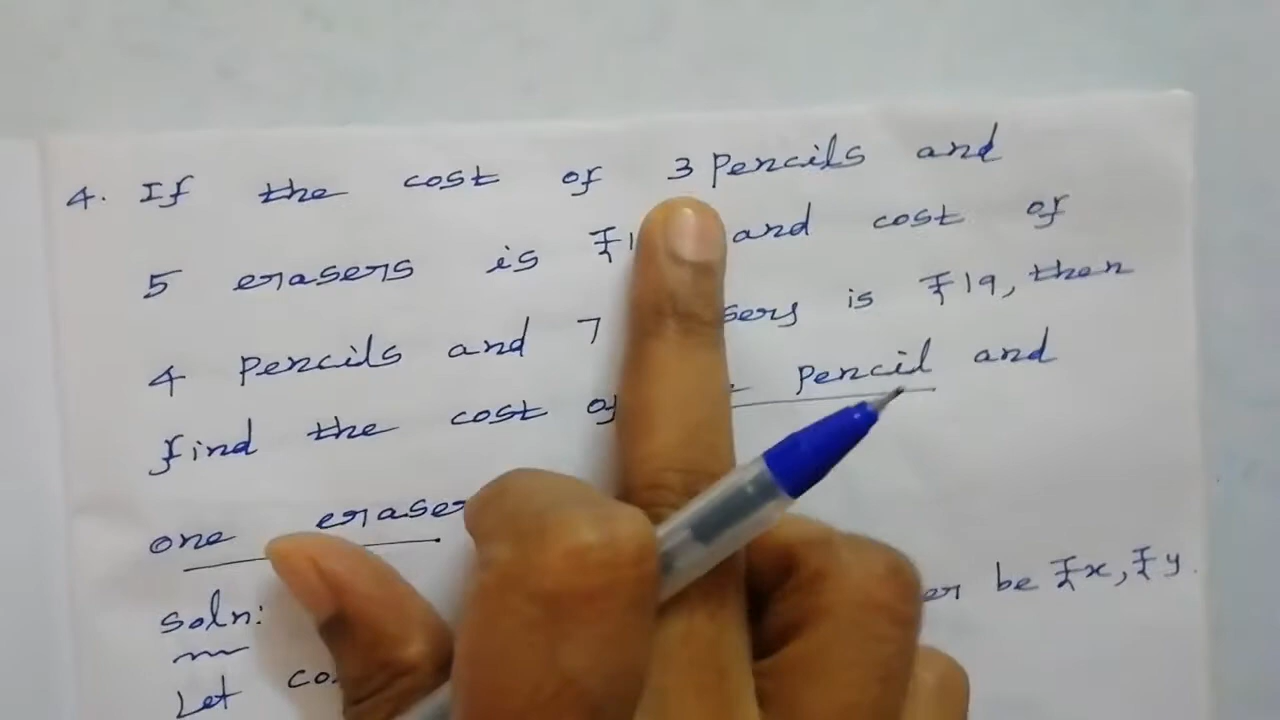 4. If the cost of 3 pencils and
5 erasers is ₹1 and cost of
4 pencils and 7 sers is ₹19, then
find the cost of pencil and
one eraser
Soln:
Let er be ₹x, ₹y.